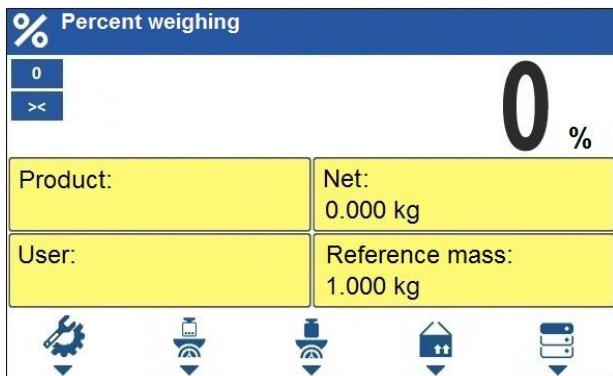 % Percent weighing
0
><
0 %
Product:
Net:
0.000 kg
User:
Reference mass:
1.000 kg